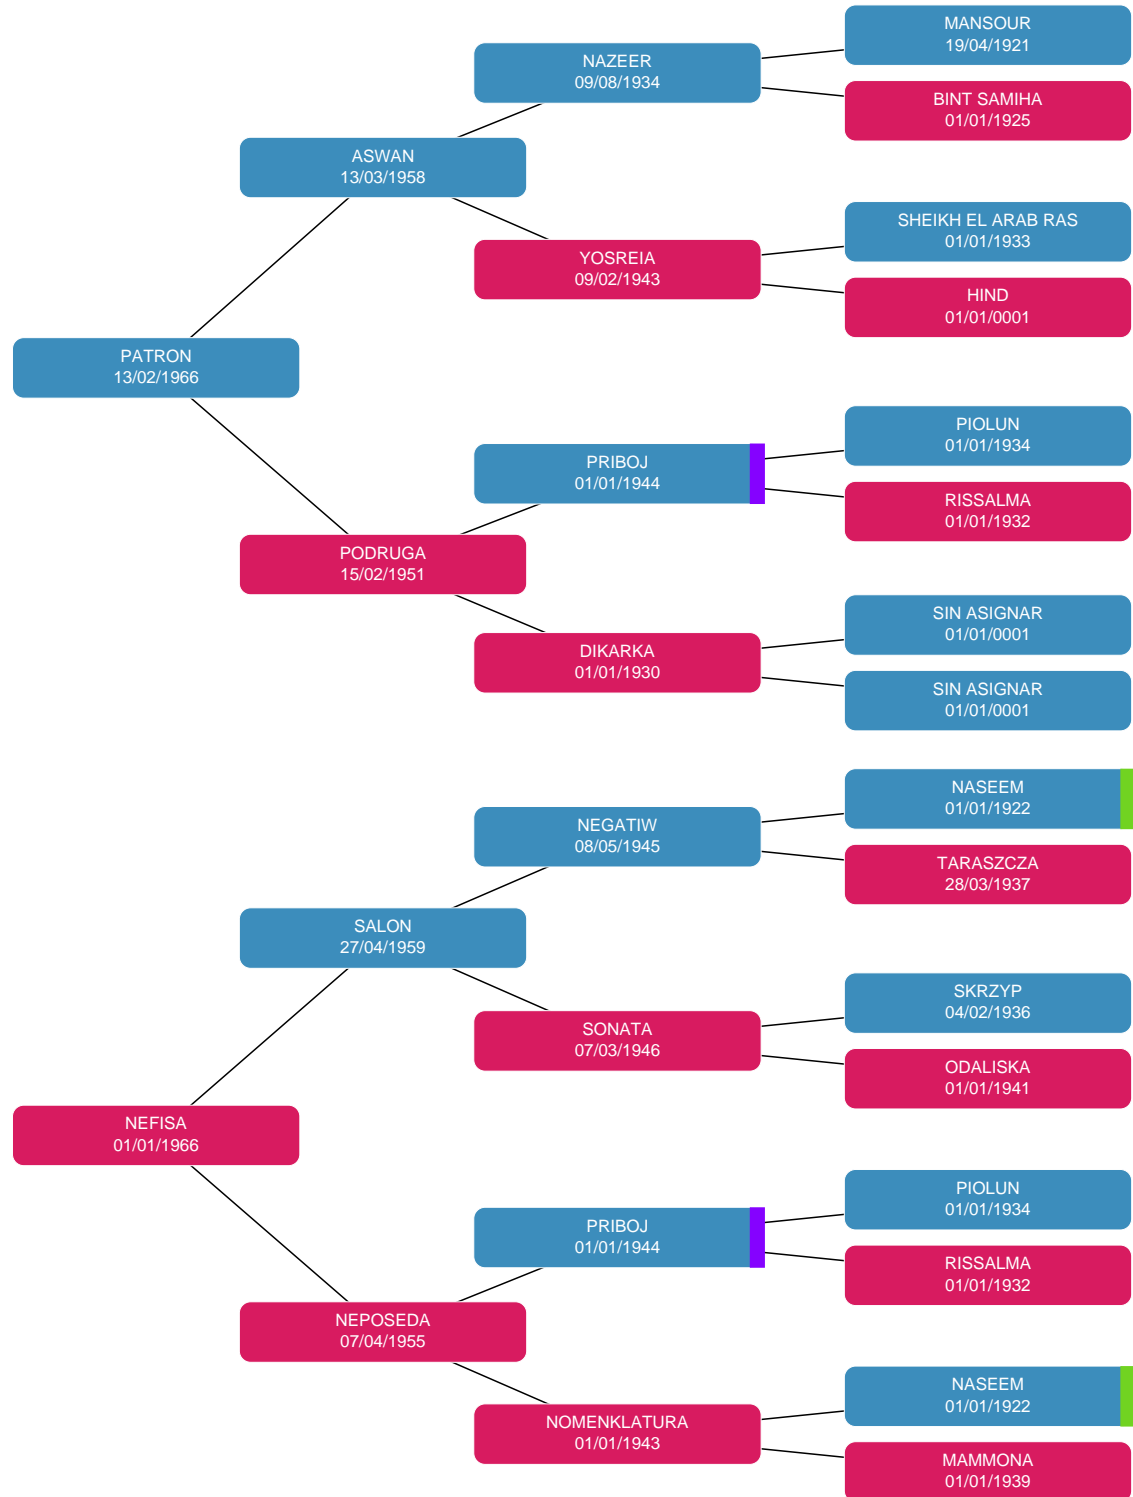 MANSOUR
19/04/1921
NAZEER
09/08/1934
BINT SAMIHA
01/01/1925
ASWAN
13/03/1958
SHEIKH EL ARAB RAS
01/01/1933
YOSREIA
09/02/1943
HIND
01/01/0001
PATRON
13/02/1966
PIOLUN
01/01/1934
PRIBOJ
01/01/1944
RISSALMA
01/01/1932
PODRUGA
15/02/1951
SIN ASIGNAR
01/01/0001
DIKARKA
01/01/1930
SIN ASIGNAR
01/01/0001
NASEEM
01/01/1922
NEGATIW
08/05/1945
TARASZCZA
28/03/1937
SALON
27/04/1959
SKRZYP
04/02/1936
SONATA
07/03/1946
ODALISKA
01/01/1941
NEFISA
01/01/1966
PIOLUN
01/01/1934
PRIBOJ
01/01/1944
RISSALMA
01/01/1932
NEPOSEDA
07/04/1955
NASEEM
01/01/1922
NOMENKLATURA
01/01/1943
MAMMONA
01/01/1939